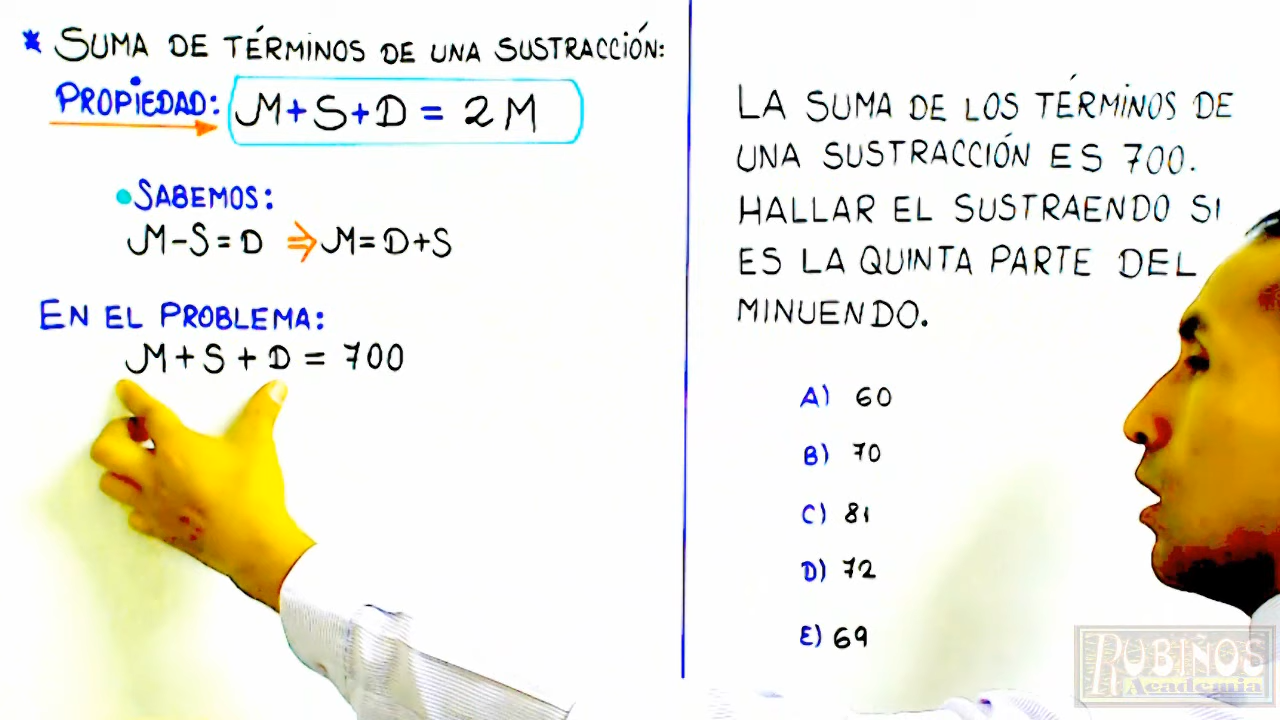 * SUMA DE TÉRMINOS DE UNA SUSTRACCIÓN:
PROPIEDAD: M+S+D = 2M
• SABEMOS:
M-S=D ⇒ M=D+S
EN EL PROBLEMA:
M+S+D = 700
LA SUMA DE LOS TÉRMINOS DE
UNA SUSTRACCIÓN ES 700.
HALLAR EL SUSTRAENDO SI
ES LA QUINTA PARTE DEL
MINUENDO.
A) 60
B) 70
C) 81
D) 72
E) 69
RUBIÑOS
Academia